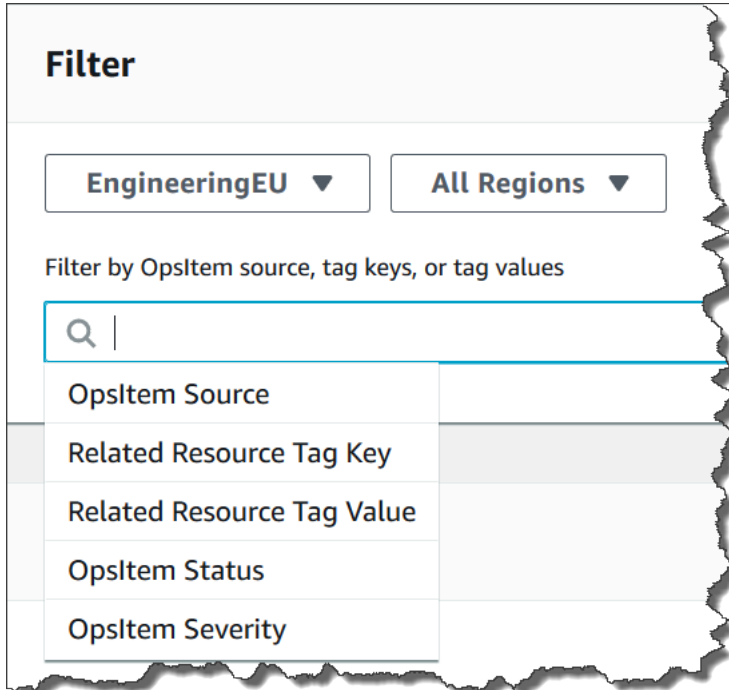 Filter
EngineeringEU
All Regions
Filter by OpsItem source, tag keys, or tag values
OpsItem Source
Related Resource Tag Key
Related Resource Tag Value
OpsItem Status
OpsItem Severity